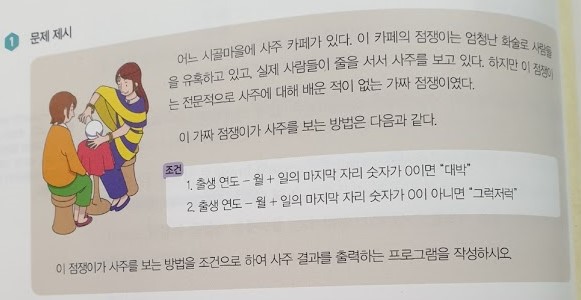 1 문제 제시
어느 시골마을에 사주 카페가 있다. 이 카페의 점쟁이는 엄청난 화술로 사람들
을 유혹하고 있고, 실제 사람들이 줄을 서서 사주를 보고 있다. 하지만 이 점쟁이
는 전문적으로 사주에 대해 배운 적이 없는 가짜 점쟁이였다.
이 가짜 점쟁이가 사주를 보는 방법은 다음과 같다.
조건
1. 출생 연도 – 월 + 일의 마지막 자리 숫자가 0이면 "대박"
2. 출생 연도 – 월 + 일의 마지막 자리 숫자가 0이 아니면 "그럭저럭"
이 점쟁이가 사주를 보는 방법을 조건으로 하여 사주 결과를 출력하는 프로그램을 작성하시오.